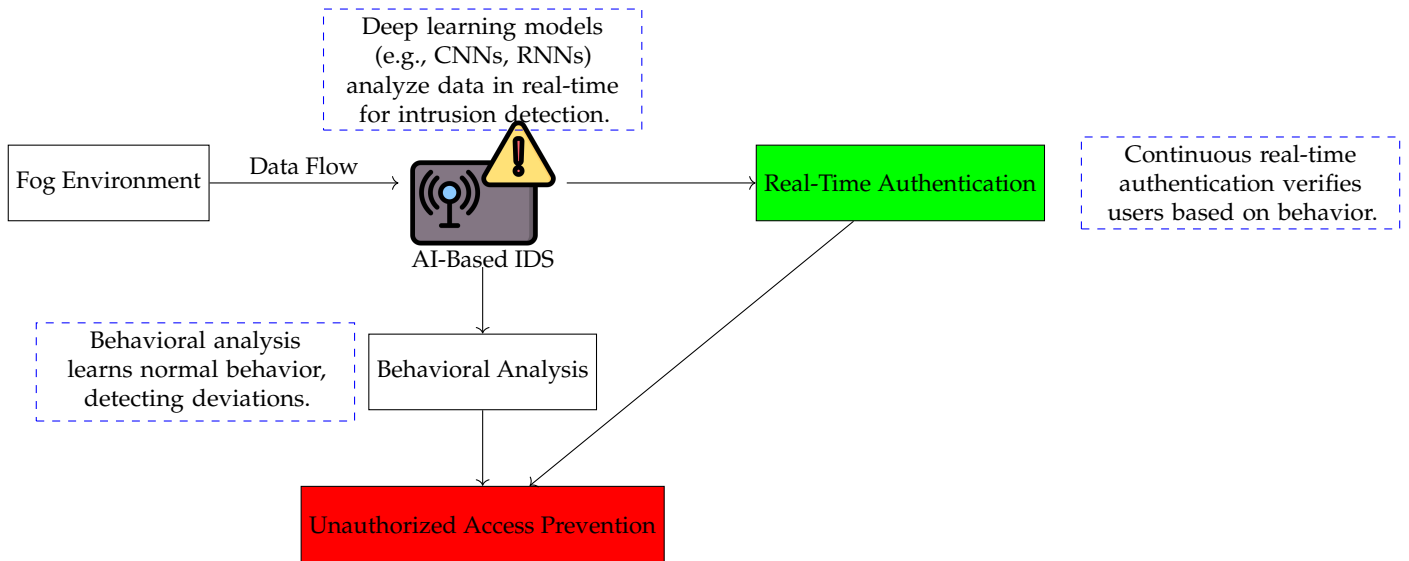 Deep learning models
(e.g., CNNs, RNNs)
analyze data in real-time
for intrusion detection.
Fog Environment
Data Flow
AI-Based IDS
Real-Time Authentication
Continuous real-time
authentication verifies
users based on behavior.
Behavioral analysis
learns normal behavior,
detecting deviations.
Behavioral Analysis
Unauthorized Access Prevention